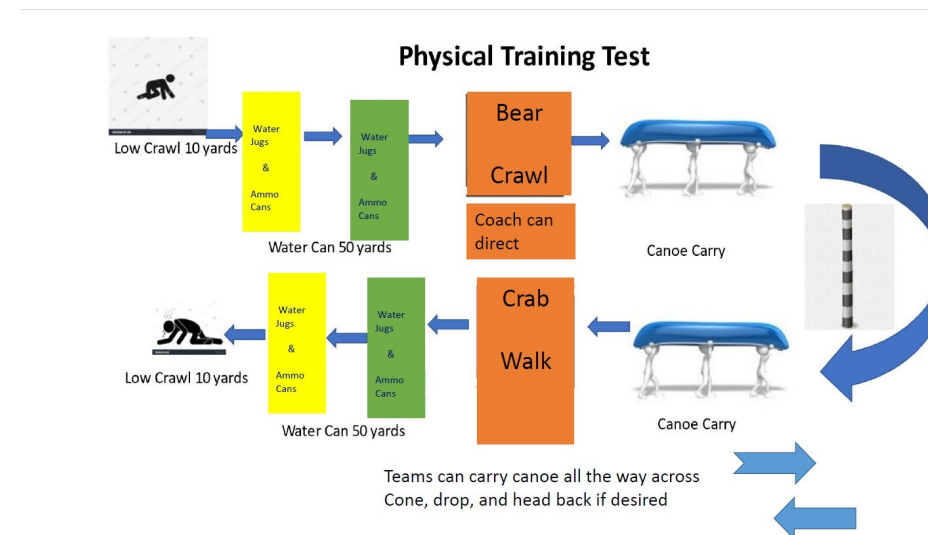 Physical Training Test
Low Crawl 10 yards
Water
Jugs
&
Ammo
Cans
Water
Jugs
&
Ammo
Cans
Water Can 50 yards
Bear
Crawl
Coach can
direct
Canoe Carry
Canoe Carry
Crab
Walk
Water
Jugs
&
Ammo
Cans
Water
Jugs
&
Ammo
Cans
Water Can 50 yards
Low Crawl 10 yards
Teams can carry canoe all the way across
Cone, drop, and head back if desired